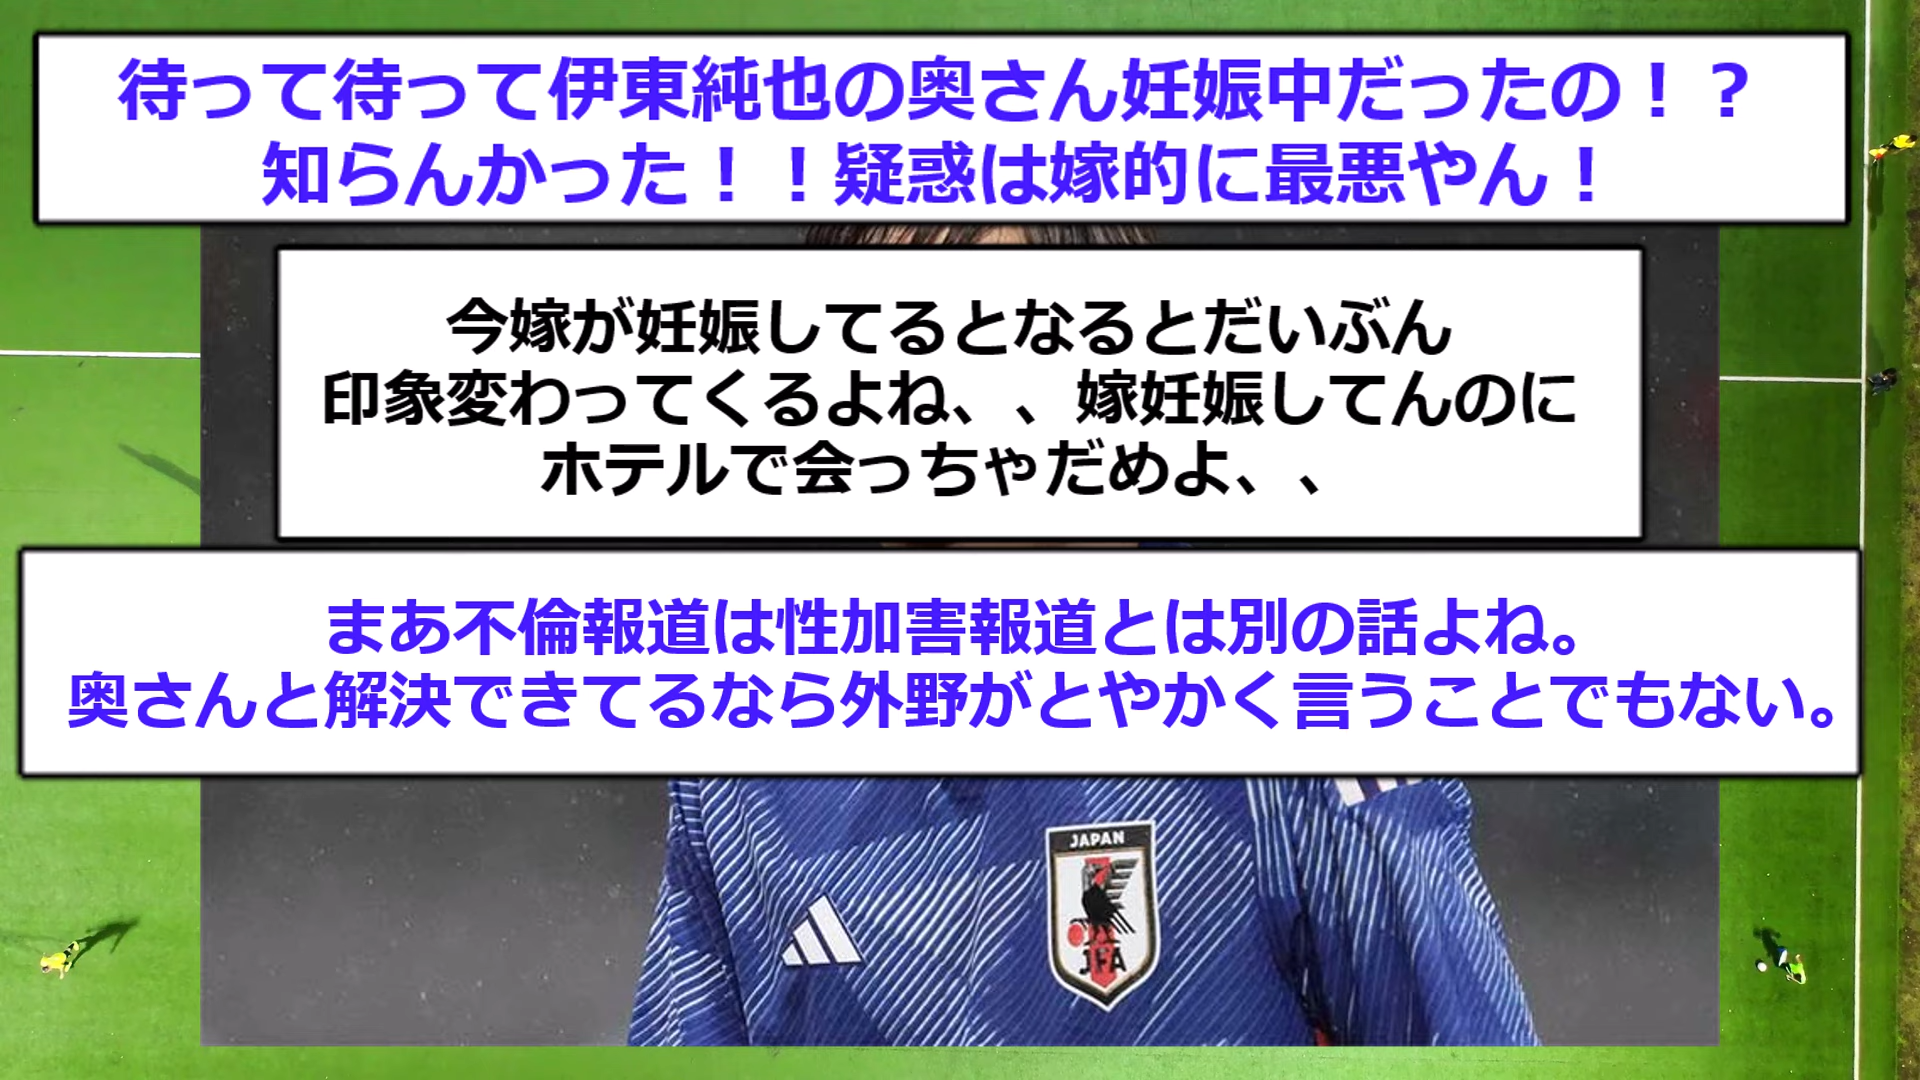 待って待って伊東純也の奥さん妊娠中だったの！？
知らんかった！！疑惑は嫁的に最悪やん！
今嫁が妊娠してるとなるとだいぶん
印象変わってくるよね、、嫁妊娠してんのに
ホテルで会っちゃだめよ、、
まあ不倫報道は性加害報道とは別の話よね。
奥さんと解決できてるなら外野がとやかく言うことでもない。
JAPAN
JFA